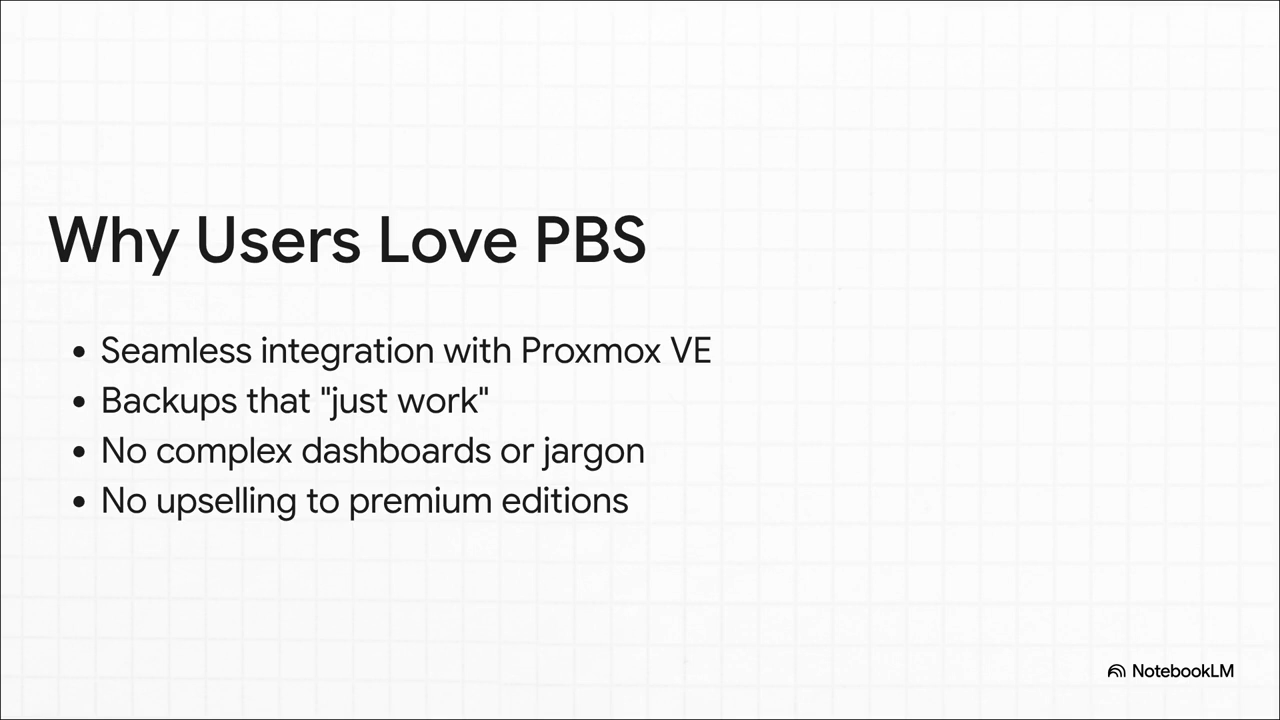 Why Users Love PBS
• Seamless integration with Proxmox VE
• Backups that "just work"
• No complex dashboards or jargon
• No upselling to premium editions
NotebookLM